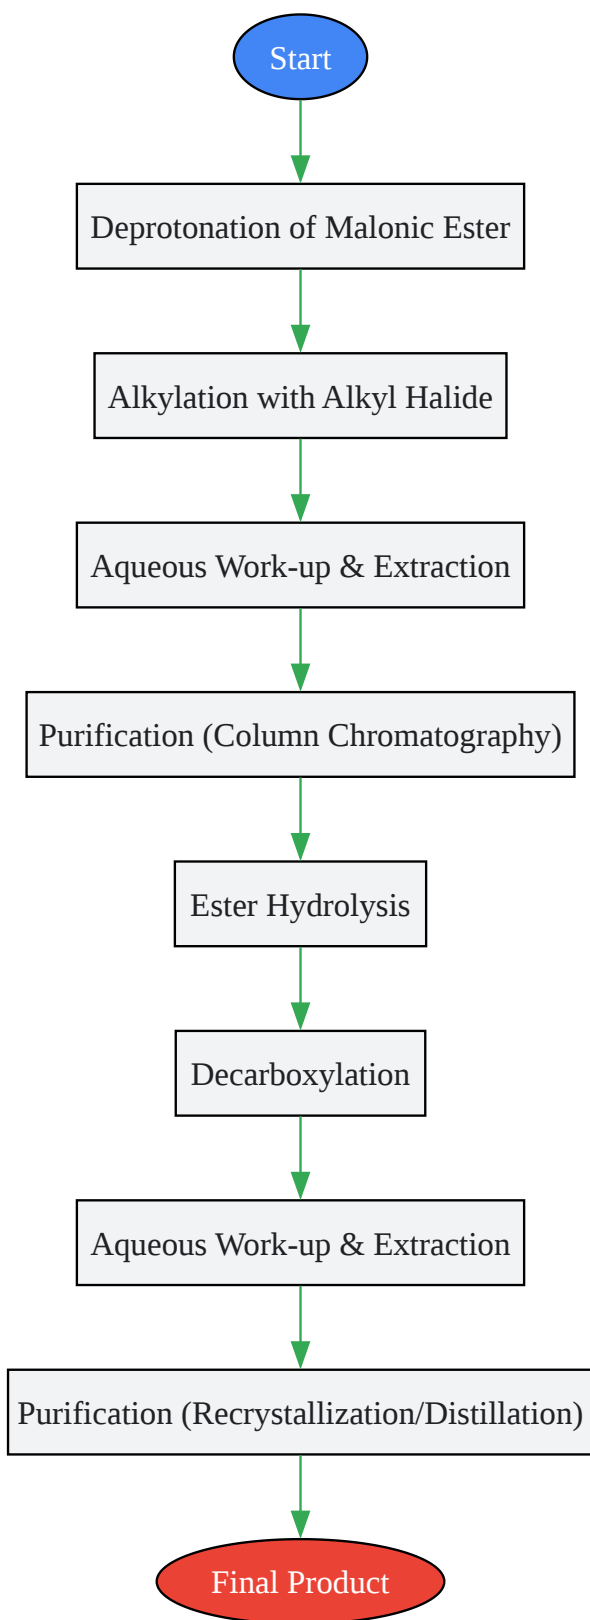 Start
Deprotonation of Malonic Ester
Alkylation with Alkyl Halide
Aqueous Work-up & Extraction
Purification (Column Chromatography)
Ester Hydrolysis
Decarboxylation
Aqueous Work-up & Extraction
Purification (Recrystallization/Distillation)
Final Product